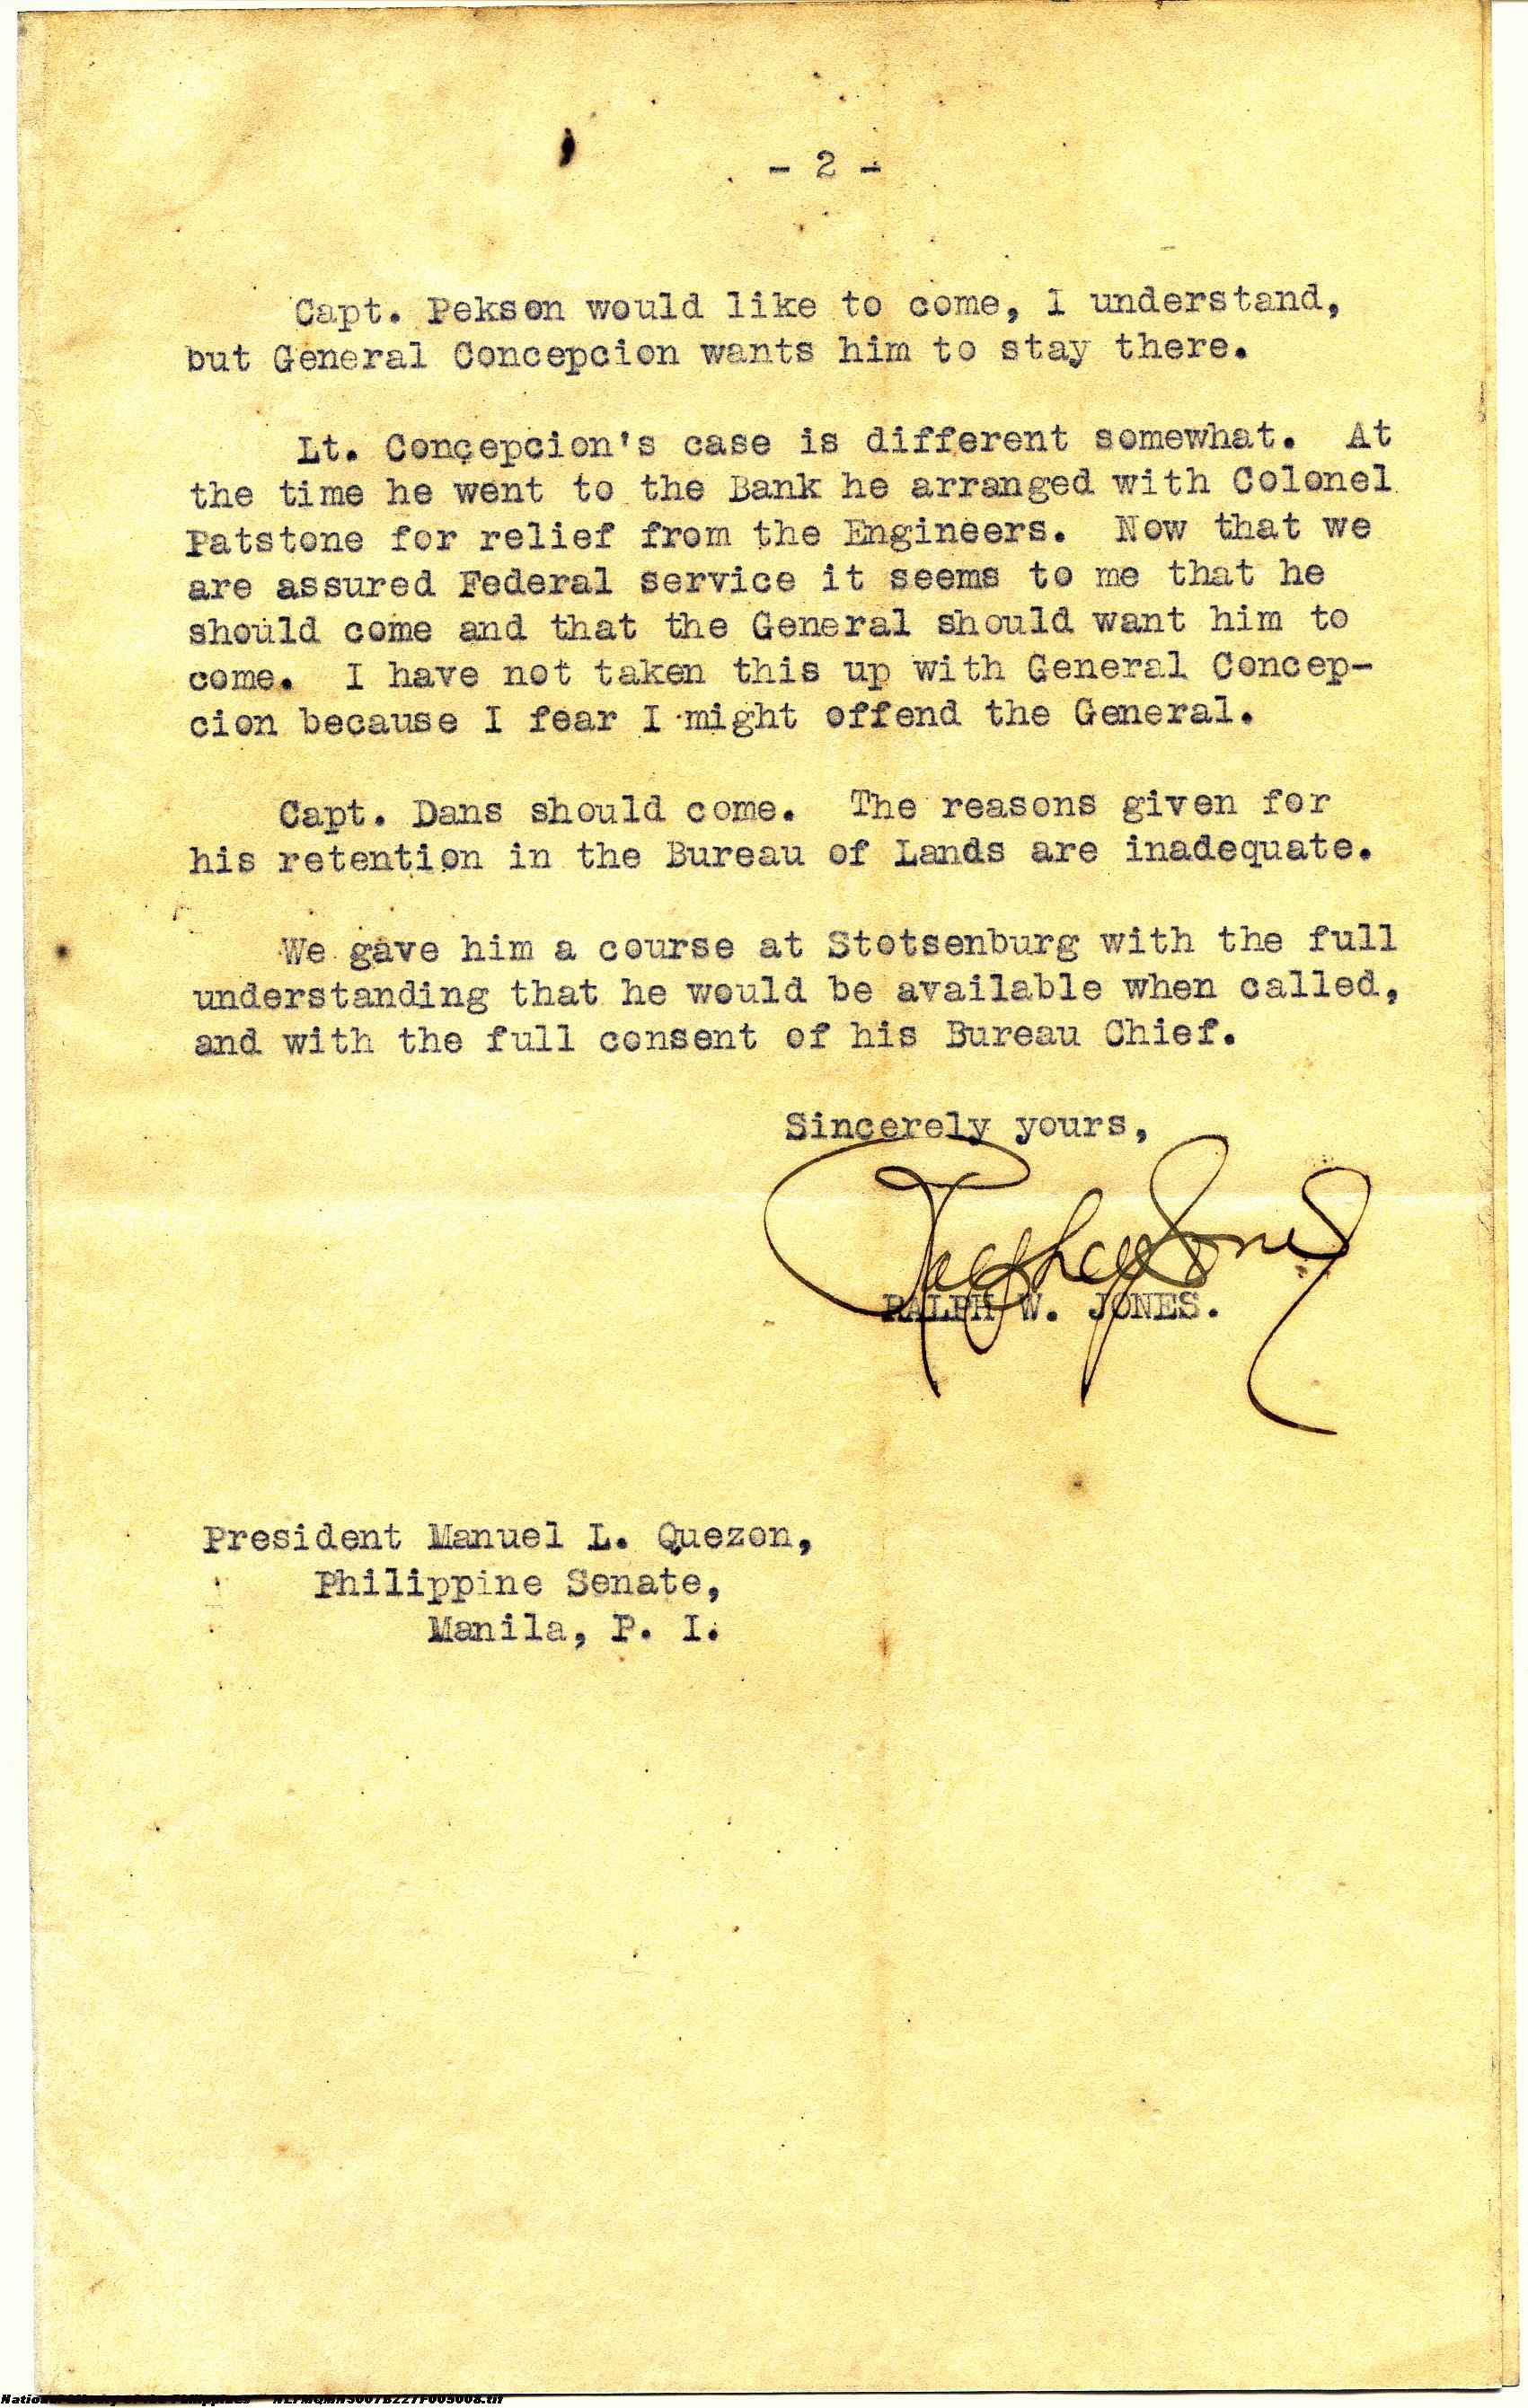 - 2 -
Capt. Pekson would like to come, I understand,
but General Concepcion wants him to stay there.
Lt. Concepcion's case is different somewhat. At
the time he went to the Bank he arranged with Colonel
Patstone for relief from the Engineers. Now that we
are assured Federal service it seems to me that he
should come and that the General should want him to
come. I have not taken this up with General Concep-
cion because I fear I might offend the General.
Capt. Dans should come. The reasons given for
his retention in the Bureau of Lands are inadequate.
We gave him a course at Stotsenburg with the full
understanding that he would be available when called,
and with the full consent of his Bureau Chief.
Sincerely yours,
RALPH W. JONES.
President Manuel L. Quezon,
Philippine Senate,
Manila, P. I.
National Library of the Philippines